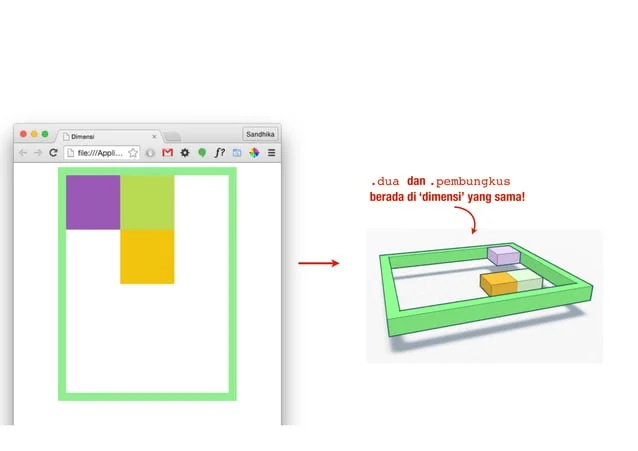 Dimensi
Sandhika
file:///Appli...
f?
.dua dan .pembungkus
berada di ‘dimensi’ yang sama!